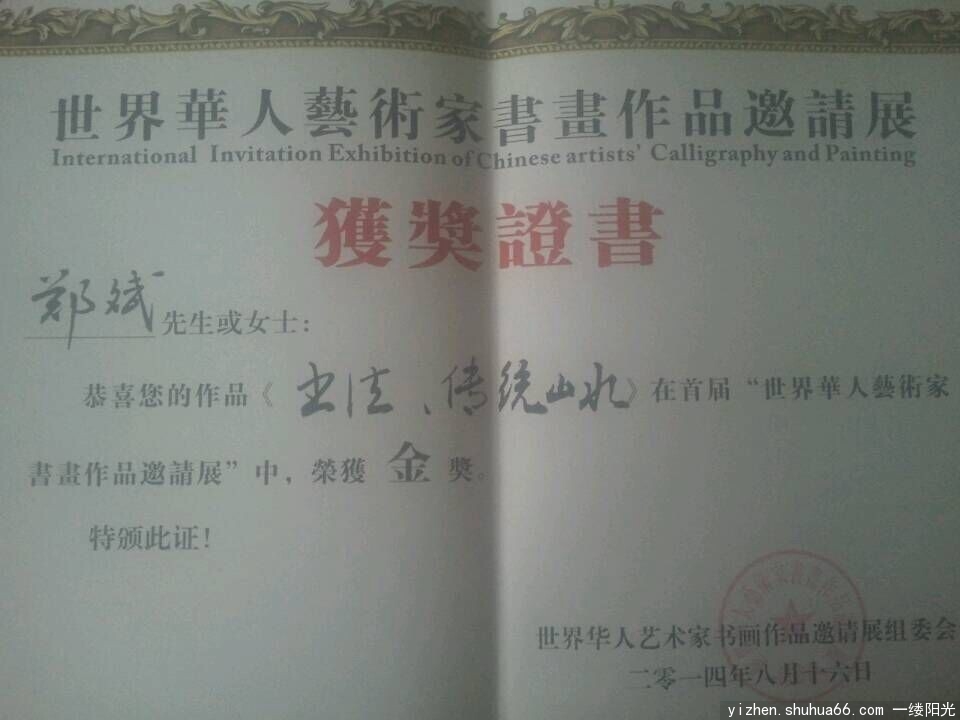 世界華人藝術家書畫作品邀請展
International Invitation Exhibition of Chinese artists' Calligraphy and Painting
獲獎證書
郑斌 先生或女士：
恭喜您的作品《书法、传统山水》在首届“世界華人藝術家
書畫作品邀請展”中，榮獲 金 獎。
特颁此证！
世界华人艺术家书画作品邀请展组委会
二零一四年八月十六日
yizhen.shuhua66.com 一缕阳光